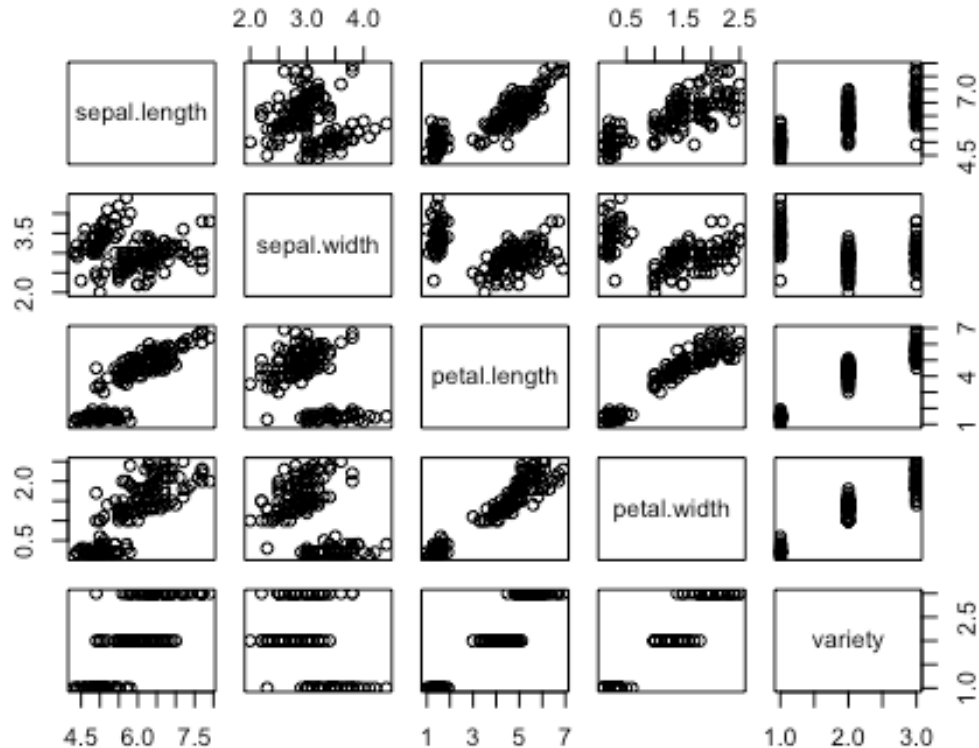 2.0 3.0 4.0
0.5 1.5 2.5
sepal.length
4.5 7.0
2.0 3.5
sepal.width
petal.length
1 4 7
0.5 2.0
petal.width
variety
1.0 2.5
4.5 6.0 7.5
1 3 5 7
1.0 2.0 3.0